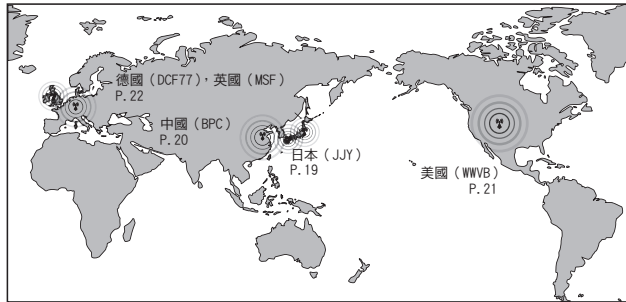 德國（DCF77），英國（MSF）
P.22
中國（BPC）
P.20
日本（JJY）
P.19
美國（WWVB）
P.21